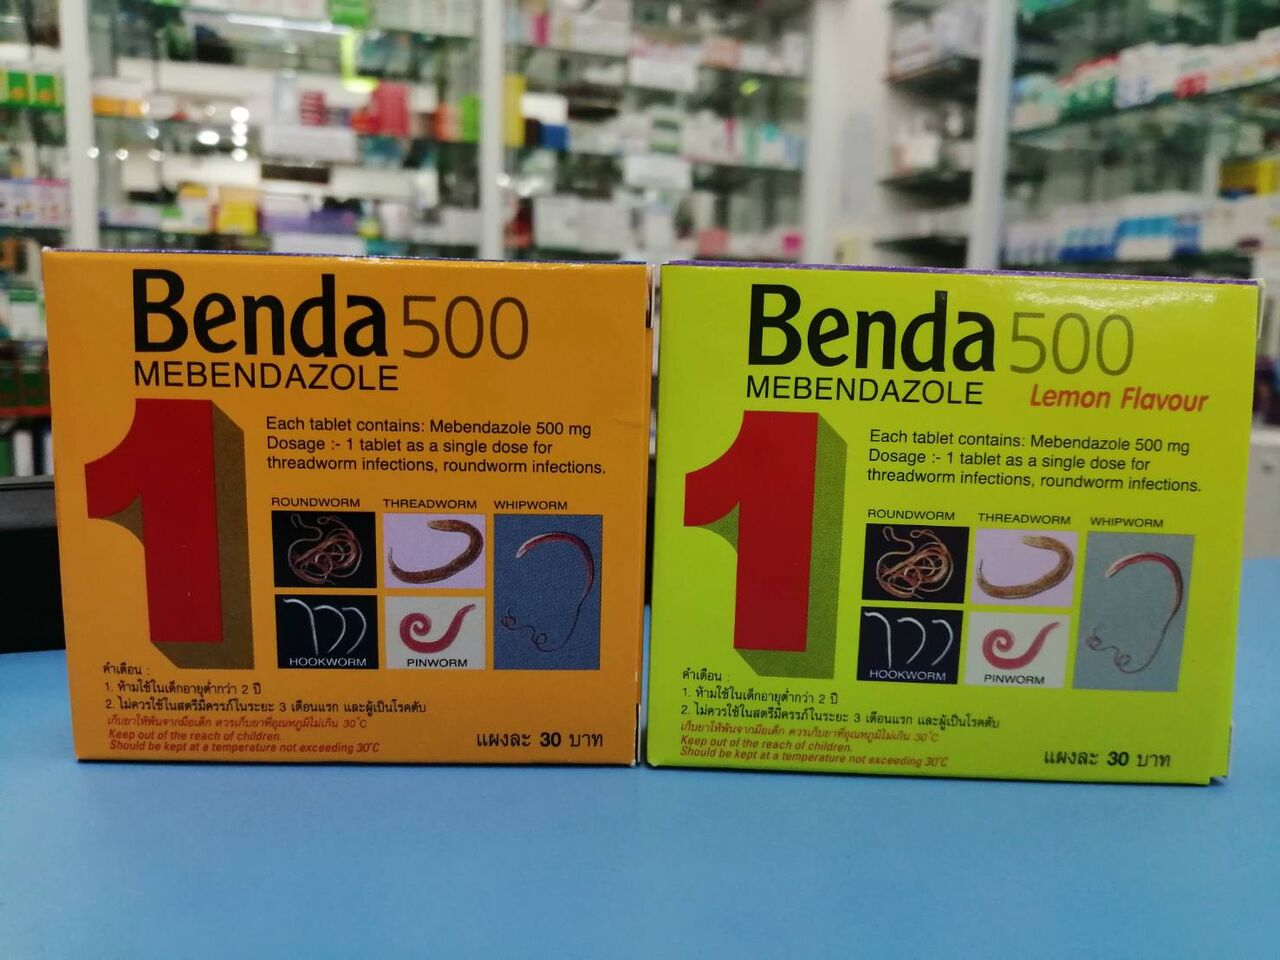 Benda 500
MEBENDAZOLE
1
Each tablet contains: Mebendazole 500 mg
Dosage :- 1 tablet as a single dose for
threadworm infections, roundworm infections.
ROUNDWORM THREADWORM WHIPWORM
HOOKWORM PINWORM
คำเตือน :
1. ห้ามใช้ในเด็กอายุต่ำกว่า 2 ปี
2. ไม่ควรใช้ในสตรีมีครรภ์ในระยะ 3 เดือนแรก และผู้เป็นโรคตับ
เก็บยาให้พ้นจากมือเด็ก ควรเก็บยาที่อุณหภูมิไม่เกิน 30°C
Keep out of the reach of children.
Should be kept at a temperature not exceeding 30°C
แผงละ 30 บาท
Benda 500
MEBENDAZOLE Lemon Flavour
1
Each tablet contains: Mebendazole 500 mg
Dosage :- 1 tablet as a single dose for
threadworm infections, roundworm infections.
ROUNDWORM THREADWORM WHIPWORM
HOOKWORM PINWORM
คำเตือน :
1. ห้ามใช้ในเด็กอายุต่ำกว่า 2 ปี
2. ไม่ควรใช้ในสตรีมีครรภ์ในระยะ 3 เดือนแรก และผู้เป็นโรคตับ
เก็บยาให้พ้นจากมือเด็ก ควรเก็บยาที่อุณหภูมิไม่เกิน 30°C
Keep out of the reach of children.
Should be kept at a temperature not exceeding 30°C
แผงละ 30 บาท